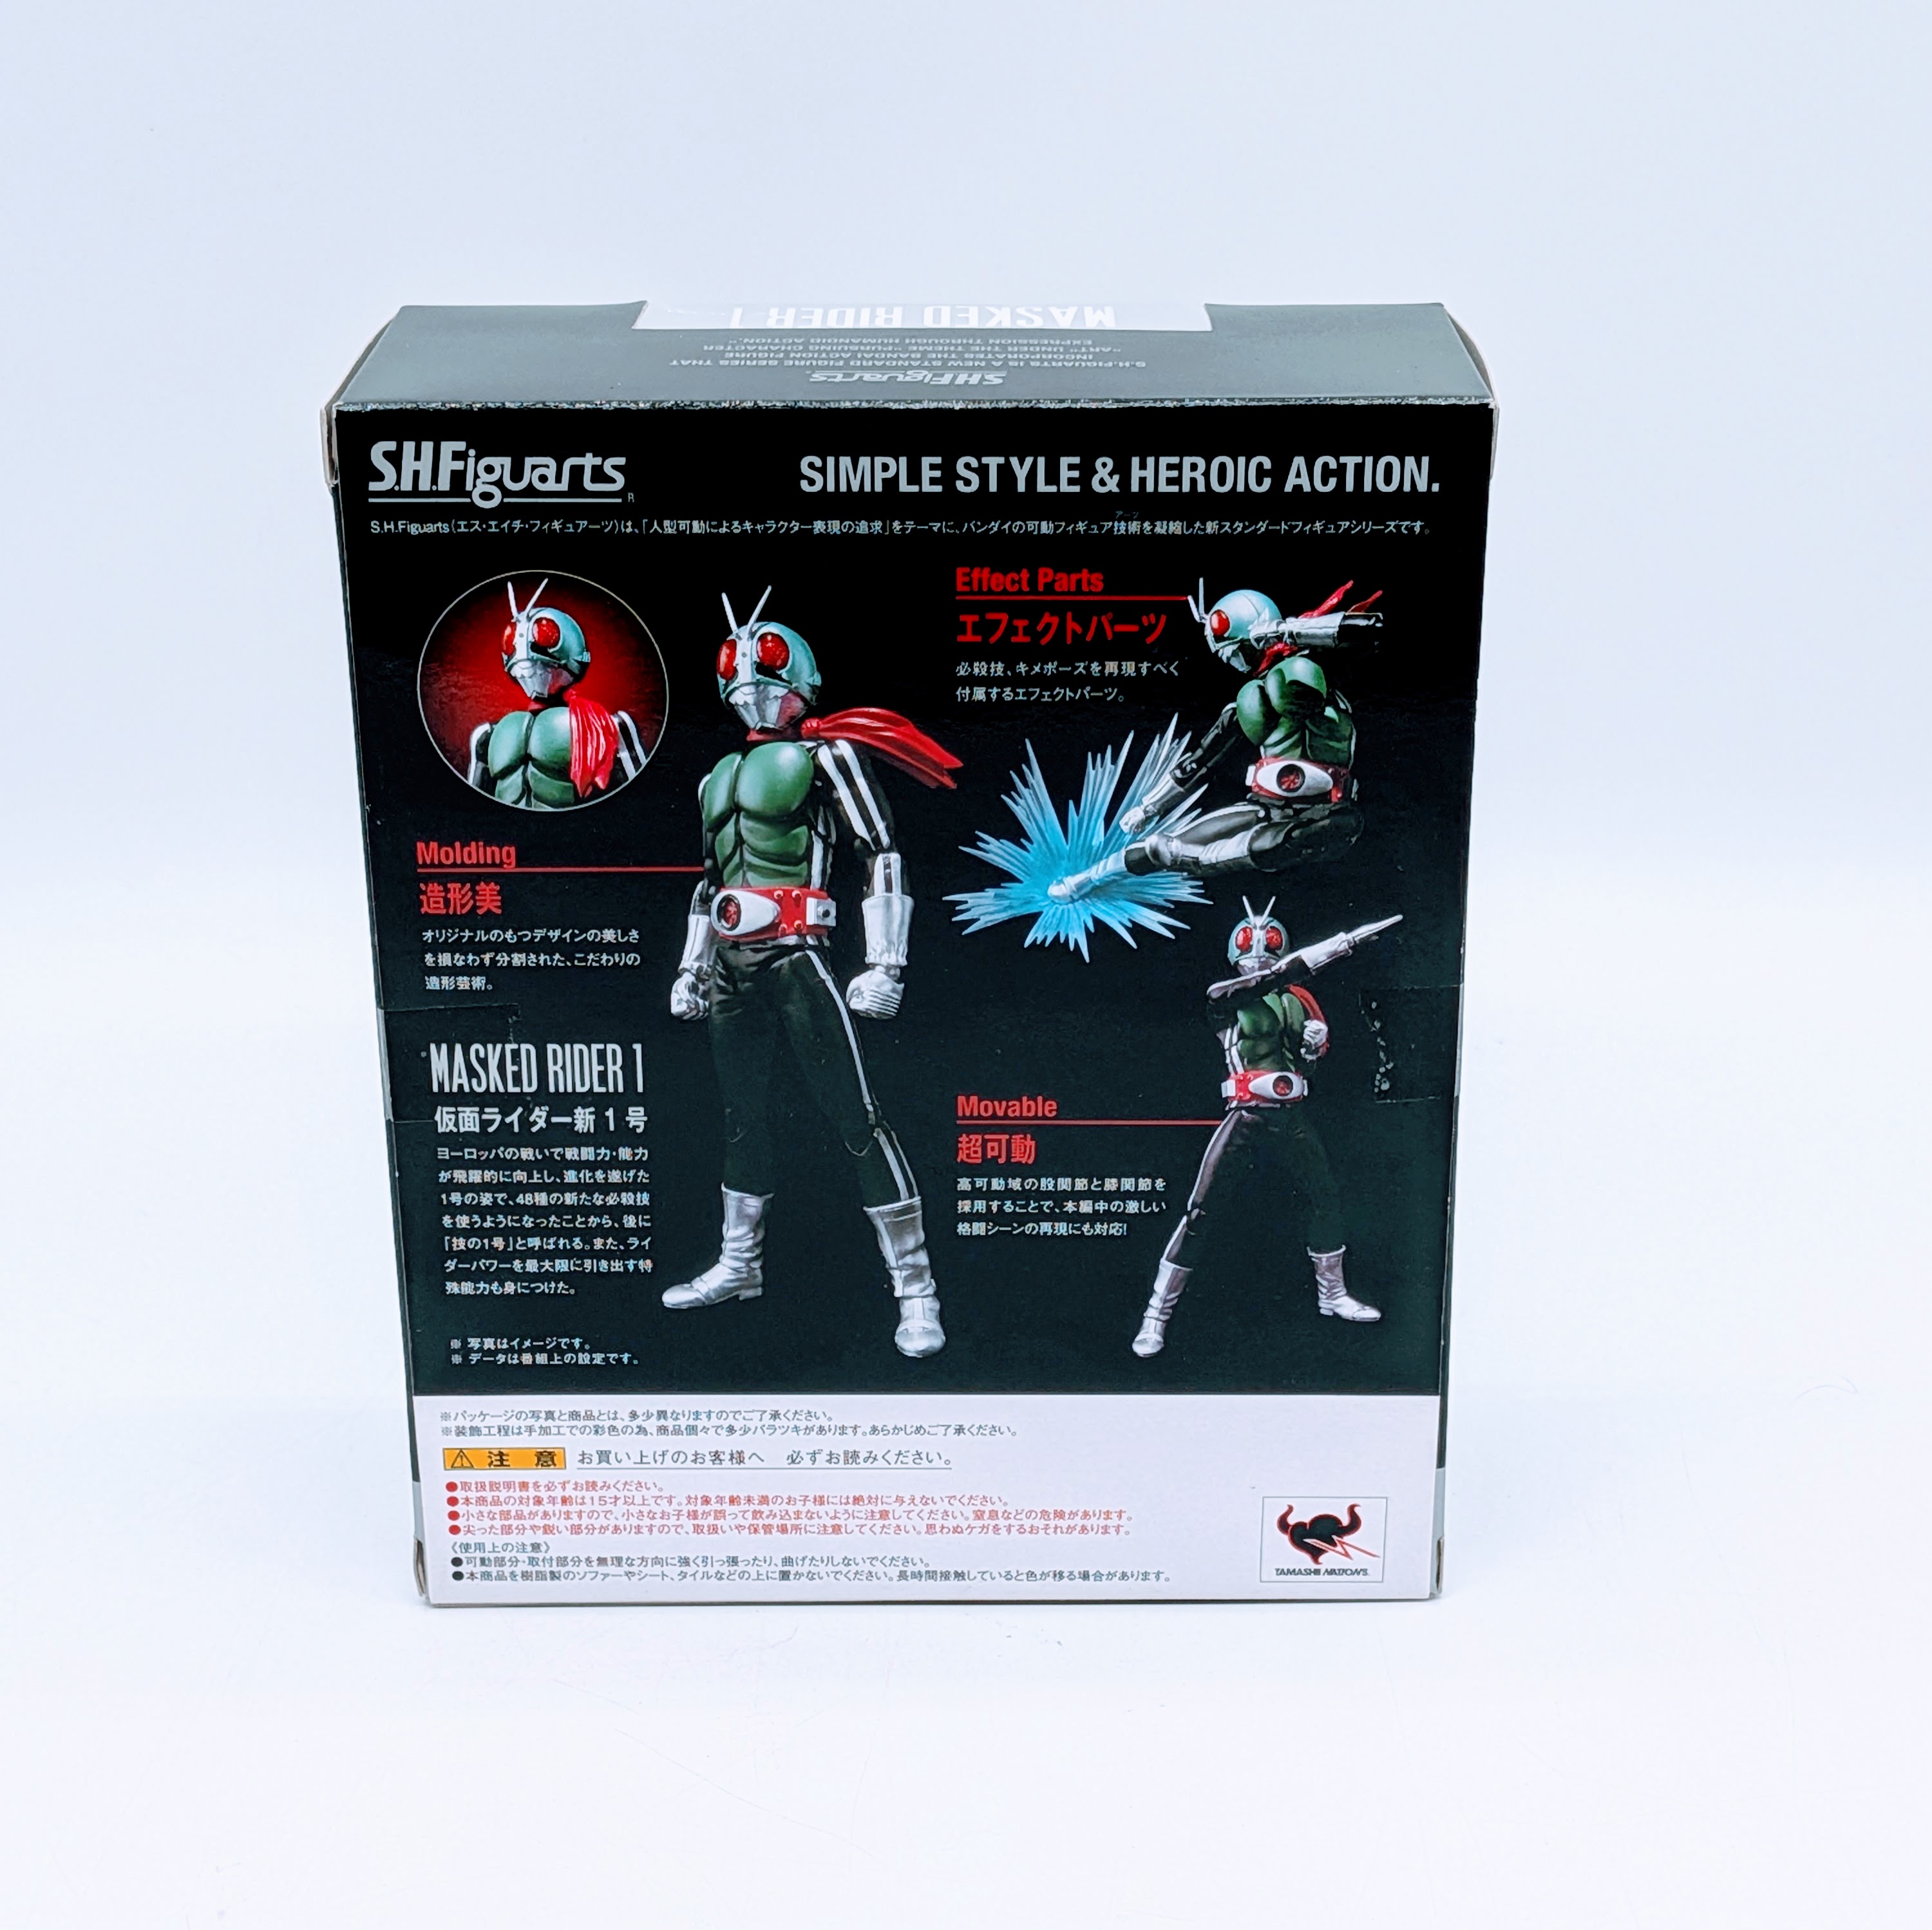 MASKED RIDER 1
S.H.FIGUARTS IS A NEW STANDARD FIGURE SERIES THAT
INCORPORATES THE BANDAI ACTION FIGURE
"ART" UNDER THE THEME "PURSUING CHARACTER
EXPRESSION THROUGH HUMANOID ACTION."
S.H.Figuarts
S.H.Figuarts
R
SIMPLE STYLE & HEROIC ACTION.
アーツ
S.H.Figuarts(エス・エイチ・フィギュアーツ)は、「人型可動によるキャラクター表現の追求」をテーマに、バンダイの可動フィギュア技術を凝縮した新スタンダードフィギュアシリーズです。
Effect Parts
エフェクトパーツ
必殺技、キメポーズを再現すべく
付属するエフェクトパーツ。
Molding
造形美
オリジナルのもつデザインの美しさ
を損なわず分割された、こだわりの
造形芸術。
MASKED RIDER 1
仮面ライダー新1号
ヨーロッパの戦いで戦闘力・能力
が飛躍的に向上し、進化を遂げた
1号の姿で、48種の新たな必殺技
を使うようになったことから、後に
「技の1号」と呼ばれる。また、ライ
ダーパワーを最大限に引き出す特
殊能力も身につけた。
※ 写真はイメージです。
※ データは番組上の設定です。
Movable
超可動
高可動域の股関節と膝関節を
採用することで、本編中の激しい
格闘シーンの再現にも対応!
※パッケージの写真と商品とは、多少異なりますのでご了承ください。
※装飾工程は手加工での彩色の為、商品個々で多少バラツキがあります。あらかじめご了承ください。
注 意 お買い上げのお客様へ 必ずお読みください。
●取扱説明書を必ずお読みください。
●本商品の対象年齢は15才以上です。対象年齢未満のお子様には絶対に与えないでください。
●小さな部品がありますので、小さなお子様が誤って飲み込まないように注意してください。窒息などの危険があります。
●尖った部分や鋭い部分がありますので、取扱いや保管場所に注意してください。思わぬケガをするおそれがあります。
《使用上の注意》
●可動部分・取付部分を無理な方向に強く引っ張ったり、曲げたりしないでください。
●本商品を樹脂製のソファーやシート、タイルなどの上に置かないでください。長時間接触していると色が移る場合があります。
TAMASHII NATIONS